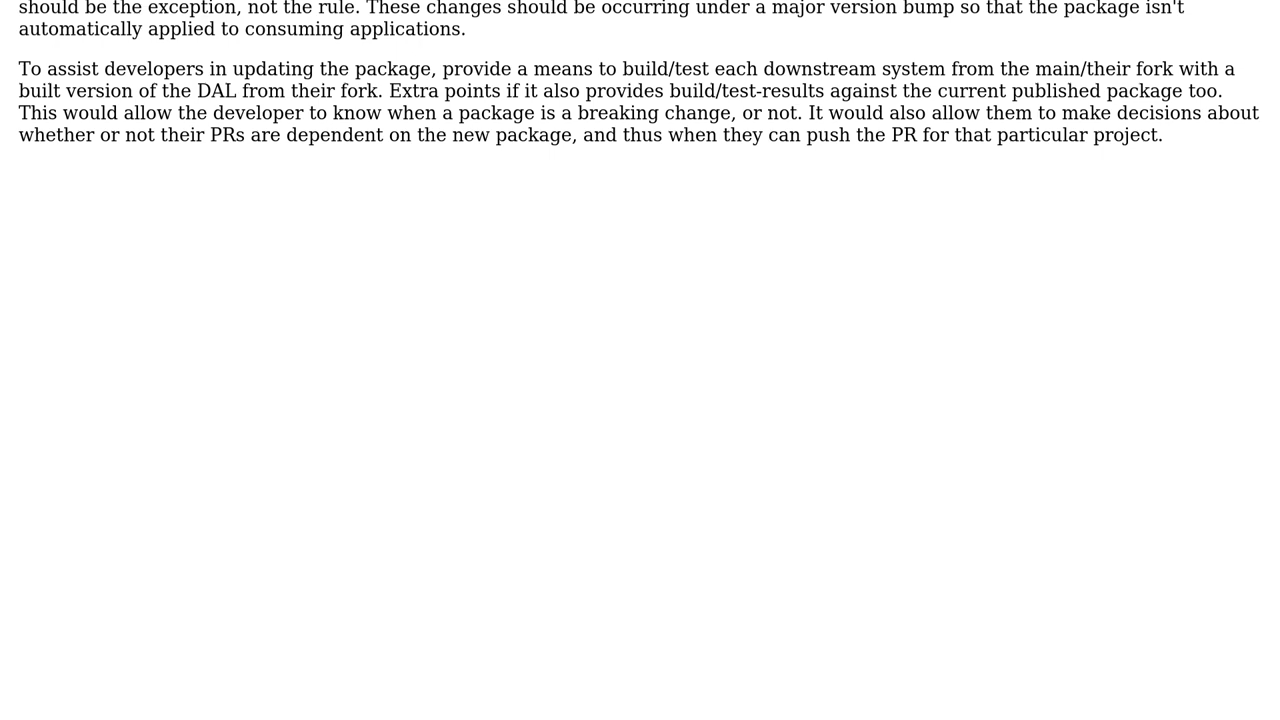 should be the exception, not the rule. These changes should be occurring under a major version bump so that the package isn't
automatically applied to consuming applications.
To assist developers in updating the package, provide a means to build/test each downstream system from the main/their fork with a
built version of the DAL from their fork. Extra points if it also provides build/test-results against the current published package too.
This would allow the developer to know when a package is a breaking change, or not. It would also allow them to make decisions about
whether or not their PRs are dependent on the new package, and thus when they can push the PR for that particular project.